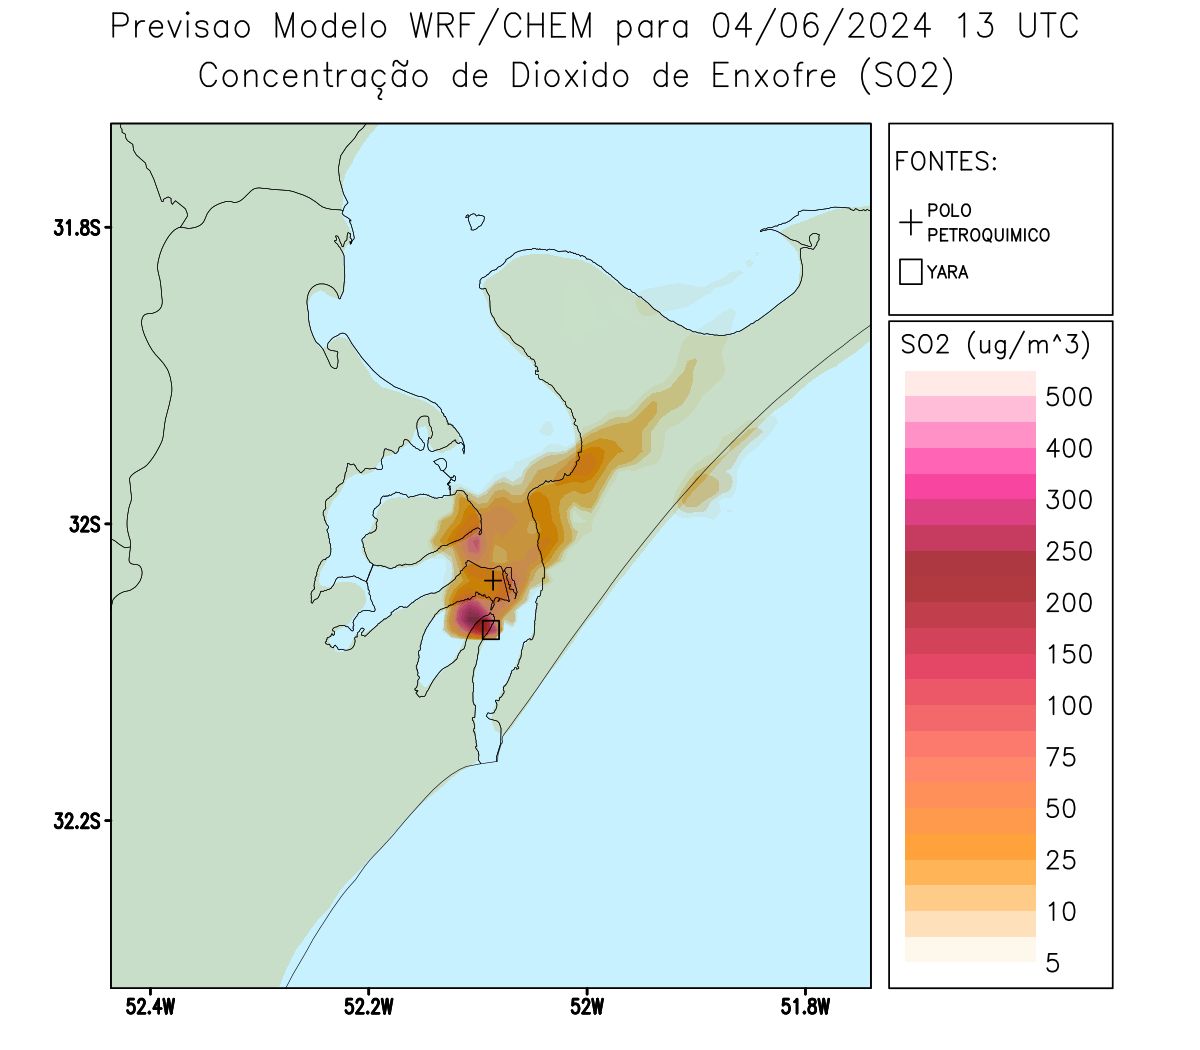 Previsao Modelo WRF/CHEM para 04/06/2024 13 UTC
Concentração de Dioxido de Enxofre (SO2)
FONTES:
POLO
PETROQUIMICO
YARA
SO2 (ug/m^3)
500
400
300
250
200
150
100
75
50
25
10
5
31.8S
32S
32.2S
52.4W
52.2W
52W
51.8W